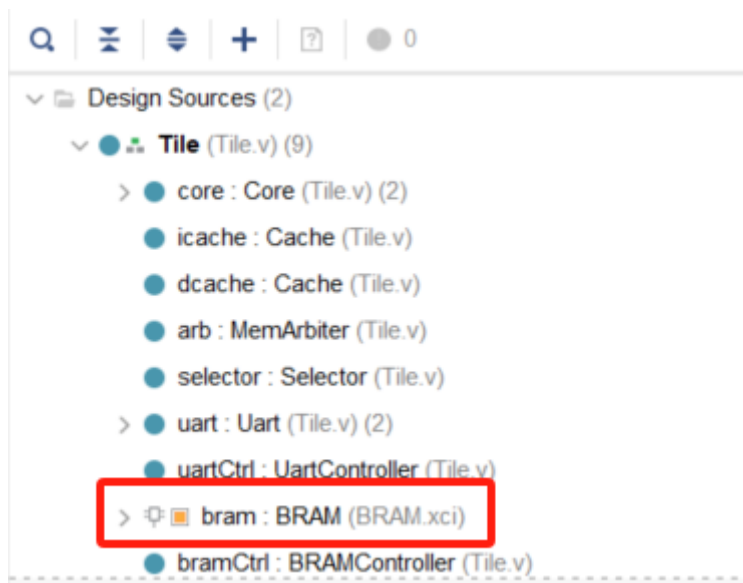 0
Design Sources (2)
Tile (Tile.v) (9)
core : Core (Tile.v) (2)
icache : Cache (Tile.v)
dcache : Cache (Tile.v)
arb : MemArbiter (Tile.v)
selector : Selector (Tile.v)
uart : Uart (Tile.v) (2)
uartCtrl : UartController (Tile.v)
bram : BRAM (BRAM.xci)
bramCtrl : BRAMController (Tile.v)